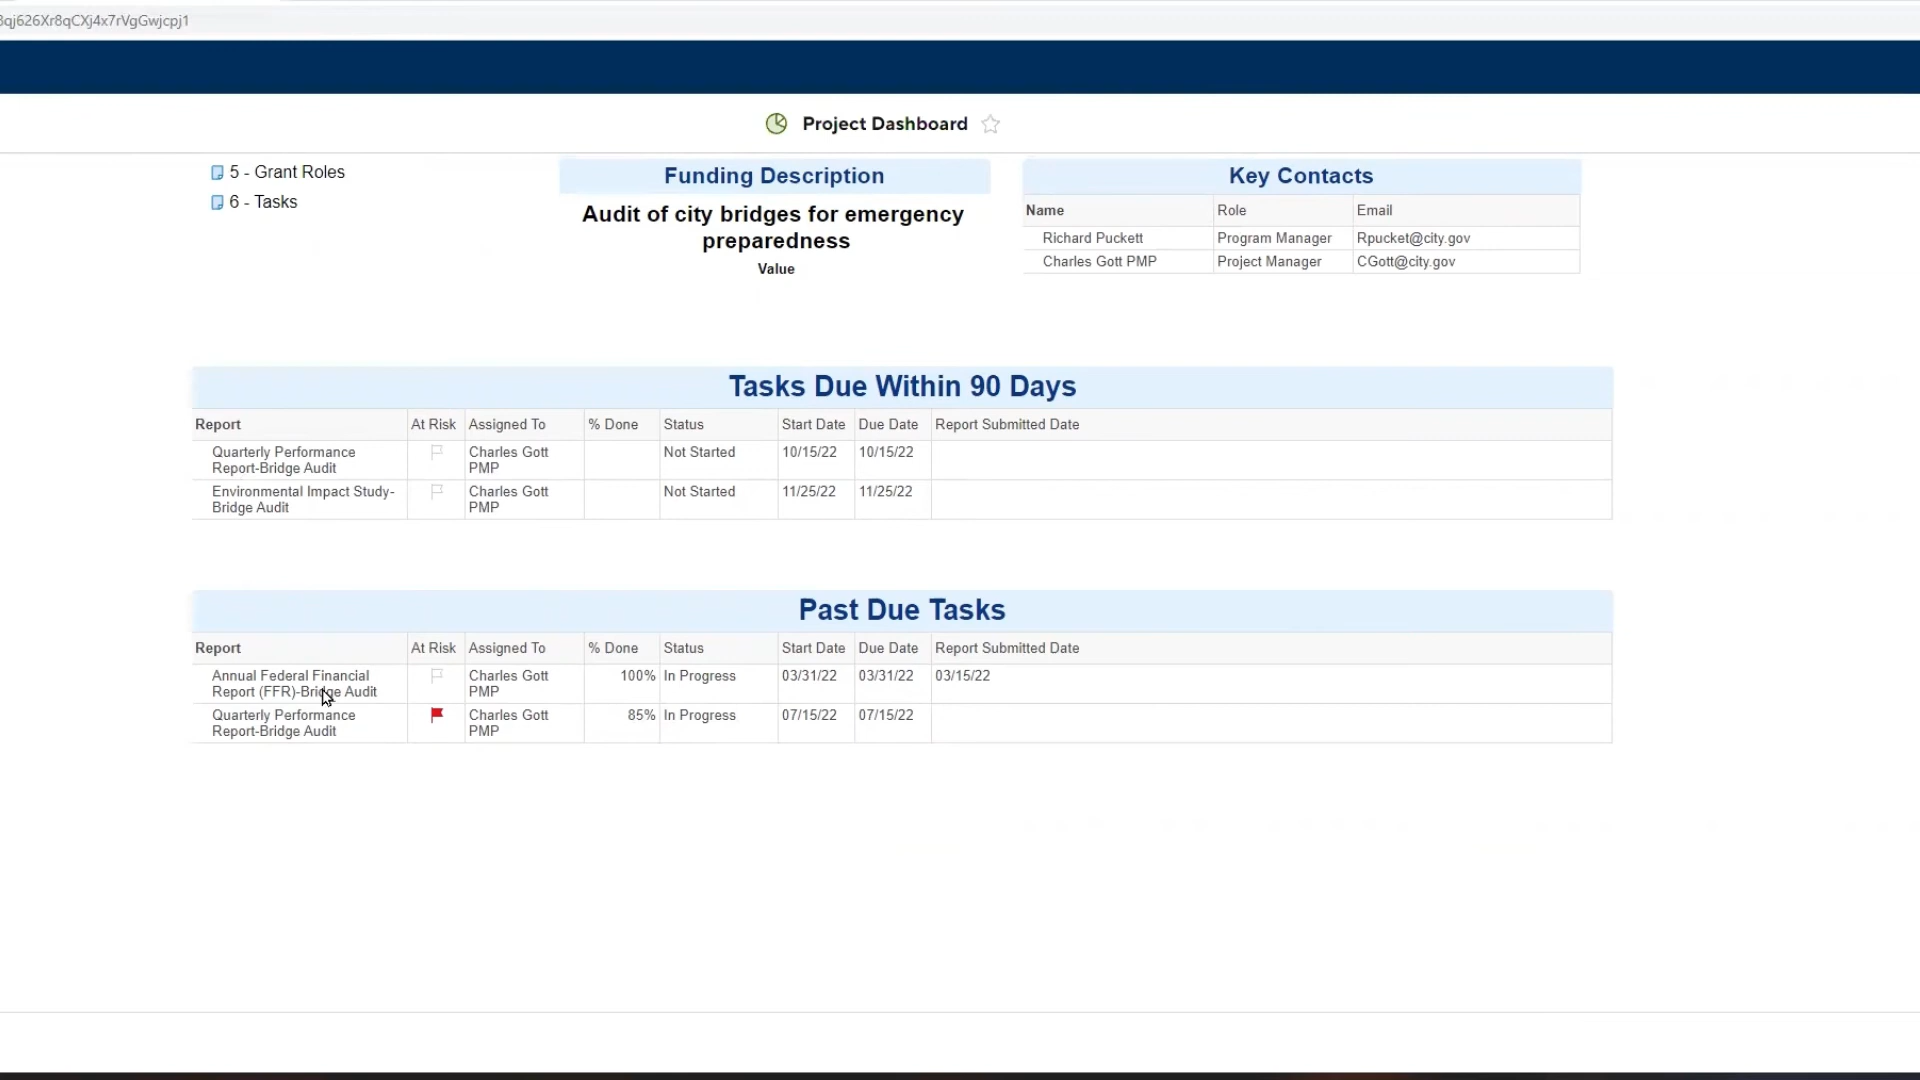 3qj626Xr8qCXj4x7rVgGwjcpj1
Project Dashboard
5 - Grant Roles
6 - Tasks
Funding Description
Audit of city bridges for emergency
preparedness
Value
Key Contacts
Name Role Email
Richard Puckett Program Manager Rpucket@city.gov
Charles Gott PMP Project Manager CGott@city.gov
Tasks Due Within 90 Days
Report At Risk Assigned To % Done Status Start Date Due Date Report Submitted Date
Quarterly Performance Charles Gott Not Started 10/15/22 10/15/22
Report-Bridge Audit PMP
Environmental Impact Study- Charles Gott Not Started 11/25/22 11/25/22
Bridge Audit PMP
Past Due Tasks
Report At Risk Assigned To % Done Status Start Date Due Date Report Submitted Date
Annual Federal Financial Charles Gott 100% In Progress 03/31/22 03/31/22 03/15/22
Report (FFR)-Bridge Audit PMP
Quarterly Performance Charles Gott 85% In Progress 07/15/22 07/15/22
Report-Bridge Audit PMP